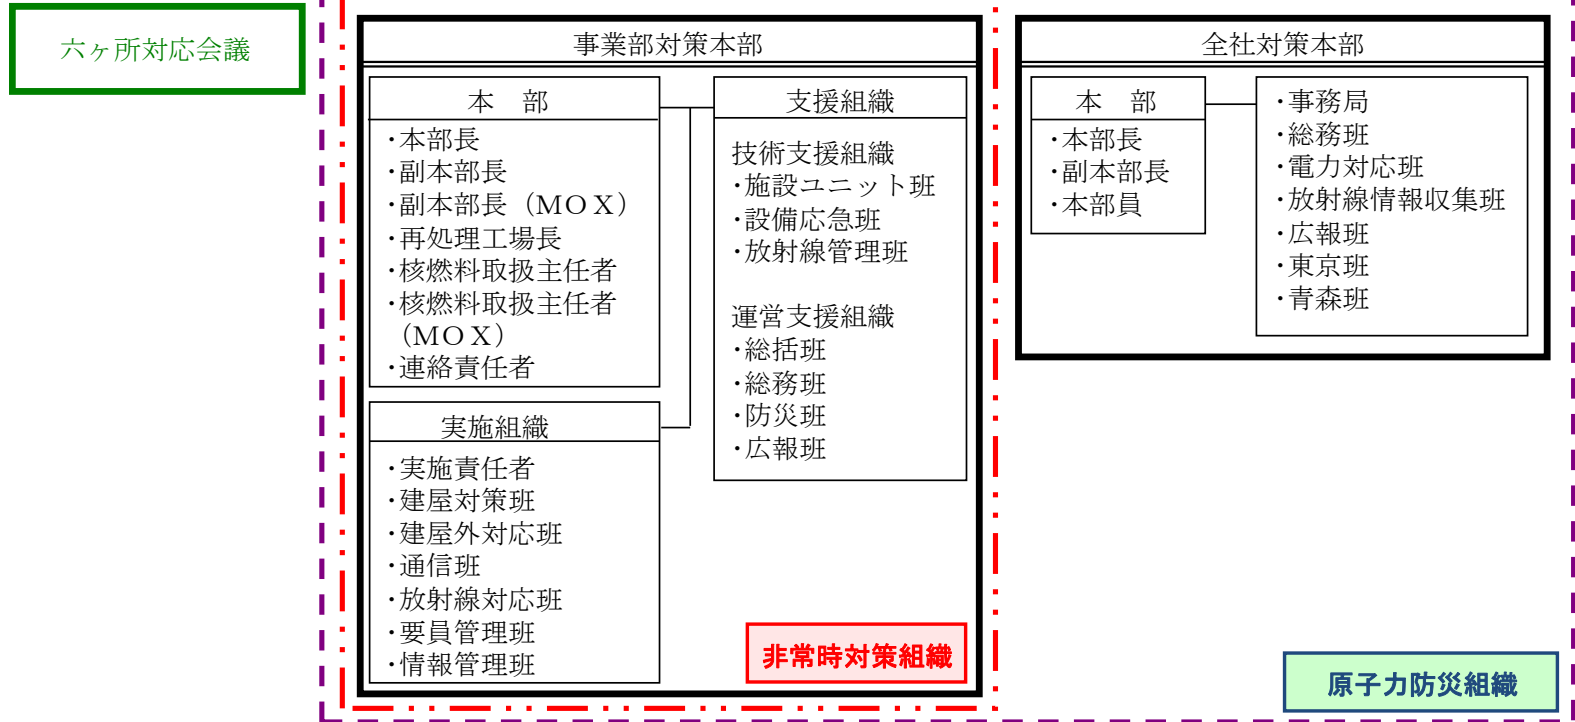 六ヶ所対応会議
事業部対策本部
本　部
・本部長
・副本部長
・副本部長（ＭＯＸ）
・再処理工場長
・核燃料取扱主任者
・核燃料取扱主任者
（ＭＯＸ）
・連絡責任者
実施組織
・実施責任者
・建屋対策班
・建屋外対応班
・通信班
・放射線対応班
・要員管理班
・情報管理班
支援組織
技術支援組織
・施設ユニット班
・設備応急班
・放射線管理班
運営支援組織
・総括班
・総務班
・防災班
・広報班
非常時対策組織
全社対策本部
本　部
・本部長
・副本部長
・本部員
・事務局
・総務班
・電力対応班
・放射線情報収集班
・広報班
・東京班
・青森班
原子力防災組織